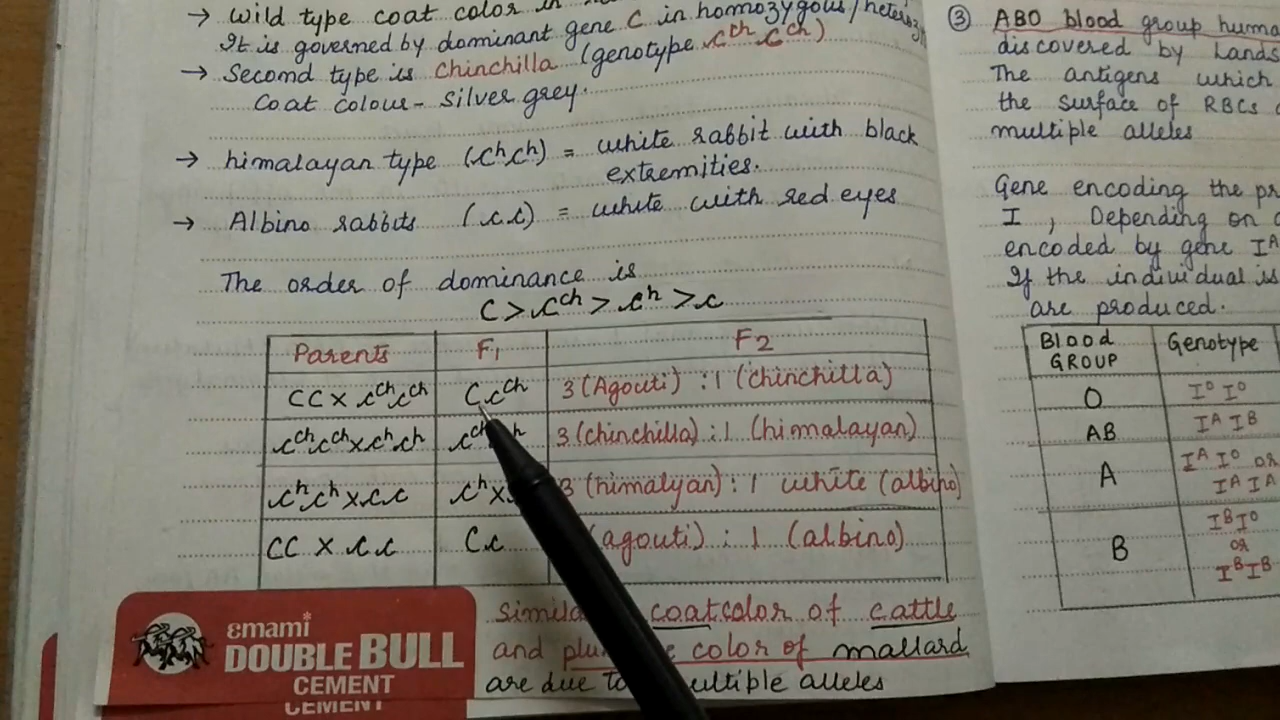 → Wild type coat color in
It is governed by dominant gene C in homozygous/
→ Second type is Chinchilla (genotype c^ch c^ch)
Coat colour - Silver grey.
→ himalayan type (c^h c^h) = white rabbit with black
extremities.
→ Albino rabbits (c c) = white with red eyes
The order of dominance is
C > c^ch > c^h > c
Parents F1 F2
CC x c^ch c^ch Cc^ch 3 (Agouti) : 1 (chinchilla)
c^ch c^ch x c^h c^h 3 (chinchilla) : 1 (himalayan)
c^h c^h x cc c^h x 3 (himalyan) : 1 white (albino)
CC x cc Cc (agouti) : 1 (albino)
coat color of cattle
and color of mallard
are due to multiple alleles
emami
DOUBLE BULL
CEMENT
CEMENT
③ ABO blood group huma
discovered by Lands
The antigens which
the surface of RBCs
multiple alleles
Gene encoding the pr
I , Depending on
encoded by gene I^A
If the individual is
are produced.
Blood GROUP Genotype
O I^O I^O
AB I^A I^B
A I^A I^O or
I^A I^A
B I^B I^O
or
I^B I^B